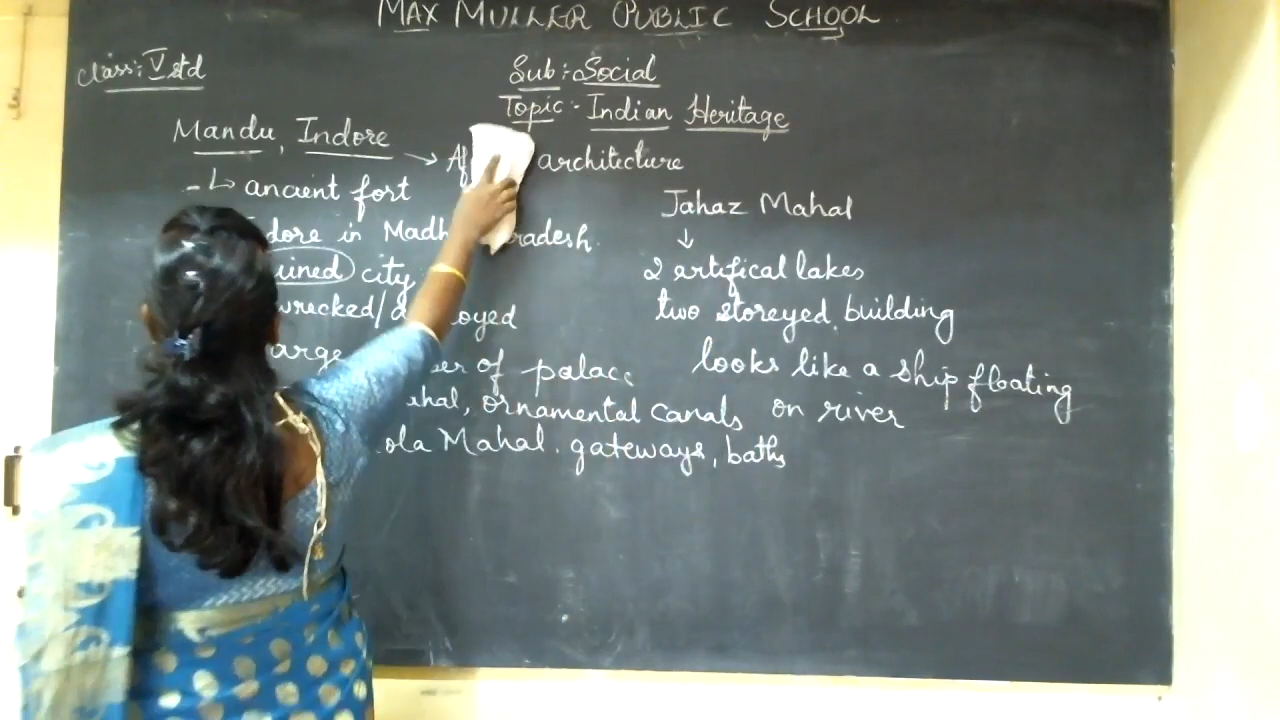 MAX MULLER PUBLIC SCHOOL
Class: V std
Sub :- Social
Topic :- Indian Heritage
Mandu, Indore → architecture
- ↳ ancient fort
in
city
wrecked/
of palace
ornamental canals
Mahal. gateways, baths
Jahaz Mahal
↓
2 artifical lakes
two storeyed building
looks like a ship floating
on river